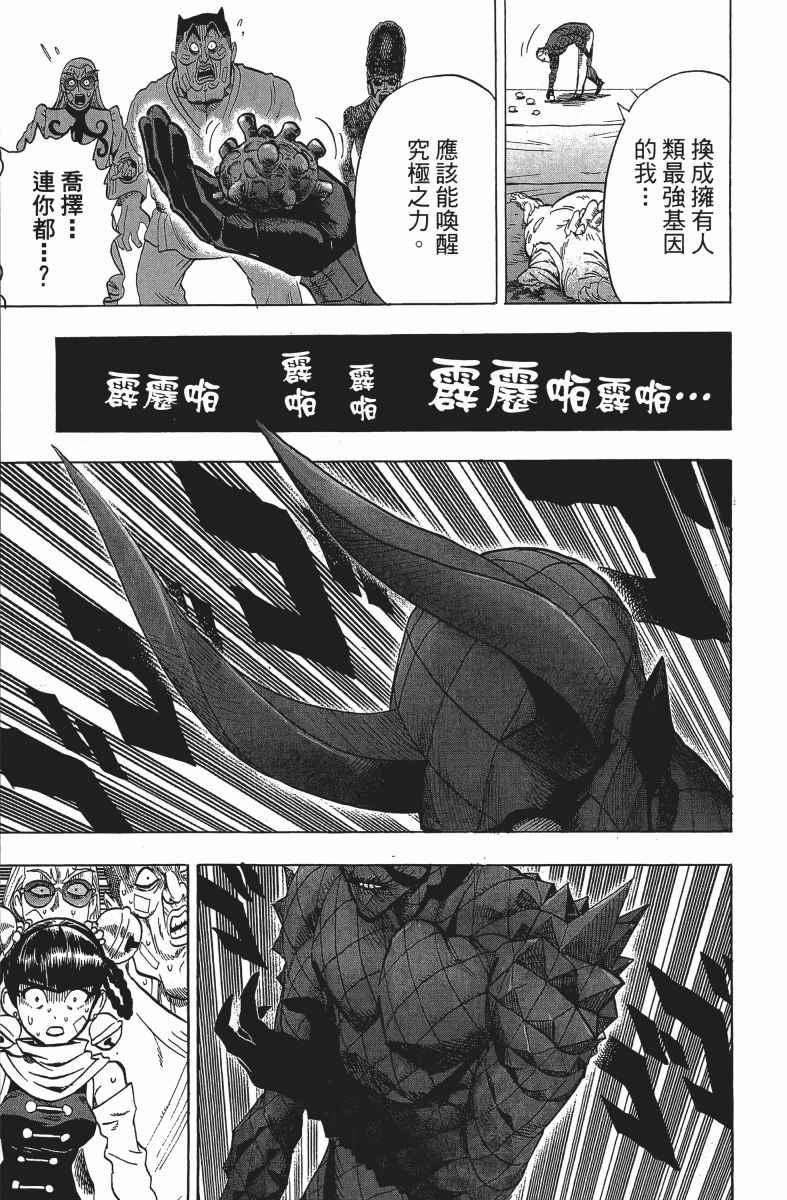 換成擁有人
類最強基因
的我…
應該能喚醒
究極之力。
喬擇…
連你都…?
霹靂啪霹啪…
霹啪
霹啪
霹靂啪
ゴゴ